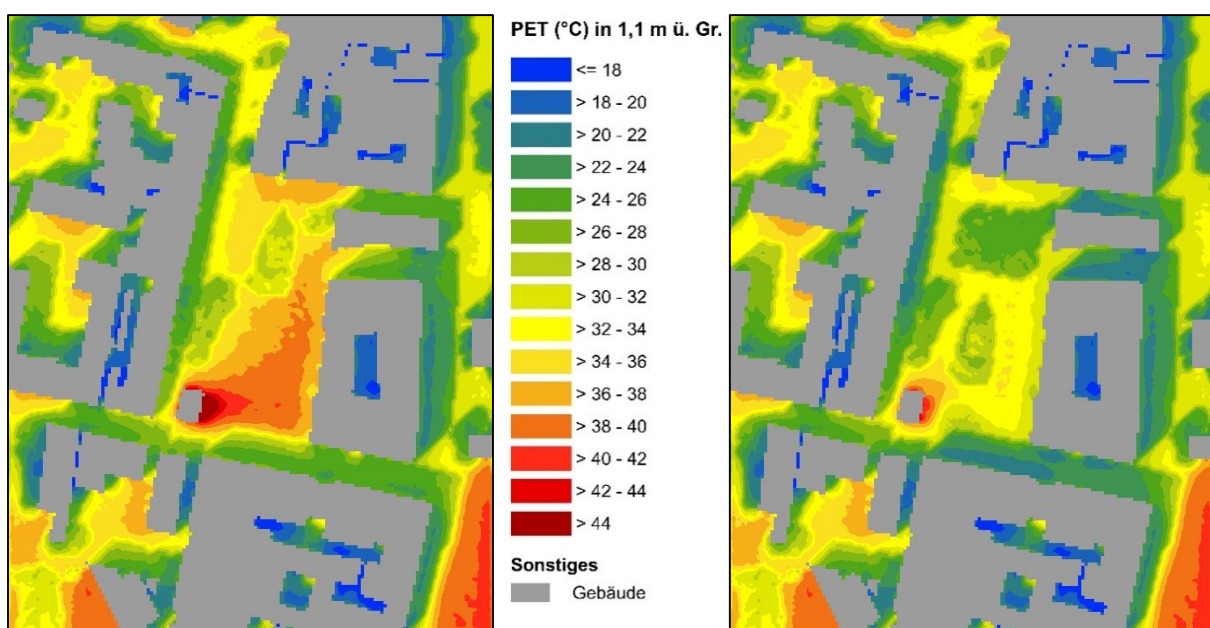 PET (°C) in 1,1 m ü. Gr.
<= 18
> 18 - 20
> 20 - 22
> 22 - 24
> 24 - 26
> 26 - 28
> 28 - 30
> 30 - 32
> 32 - 34
> 34 - 36
> 36 - 38
> 38 - 40
> 40 - 42
> 42 - 44
> 44
Sonstiges
Gebäude